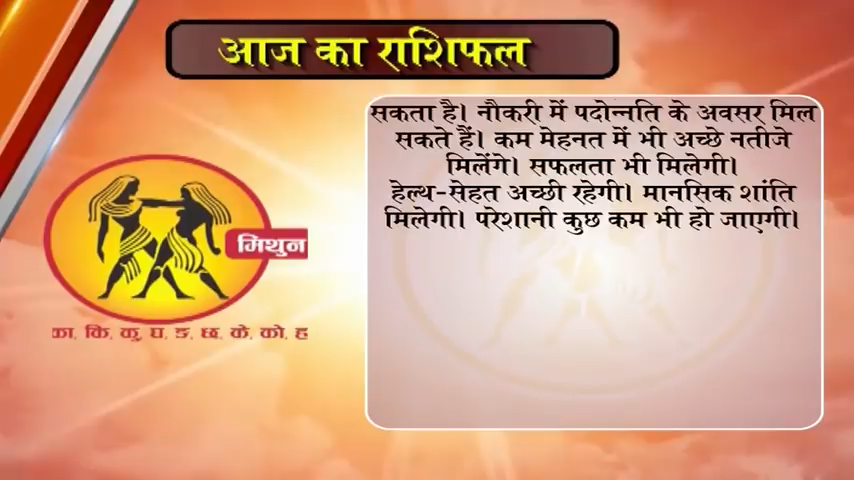 आज का राशिफल
सकता है। नौकरी में पदोन्नति के अवसर मिल
सकते हैं। कम मेहनत में भी अच्छे नतीजे
मिलेंगे। सफलता भी मिलेगी।
हेल्थ-सेहत अच्छी रहेगी। मानसिक शांति
मिलेगी। परेशानी कुछ कम भी हो जाएगी।
मिथुन
का, कि, कु, घ, ङ, छ, के, को, ह